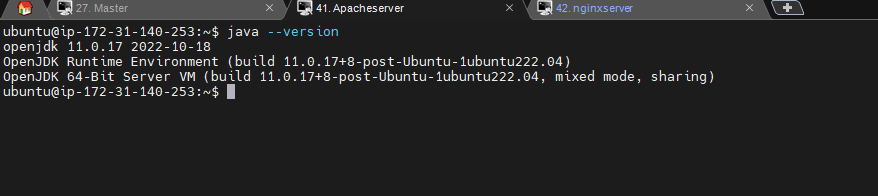 27. Master
41. Apacheserver
42. nginxserver
ubuntu@ip-172-31-140-253:~$ java --version
openjdk 11.0.17 2022-10-18
OpenJDK Runtime Environment (build 11.0.17+8-post-Ubuntu-1ubuntu222.04)
OpenJDK 64-Bit Server VM (build 11.0.17+8-post-Ubuntu-1ubuntu222.04, mixed mode, sharing)
ubuntu@ip-172-31-140-253:~$